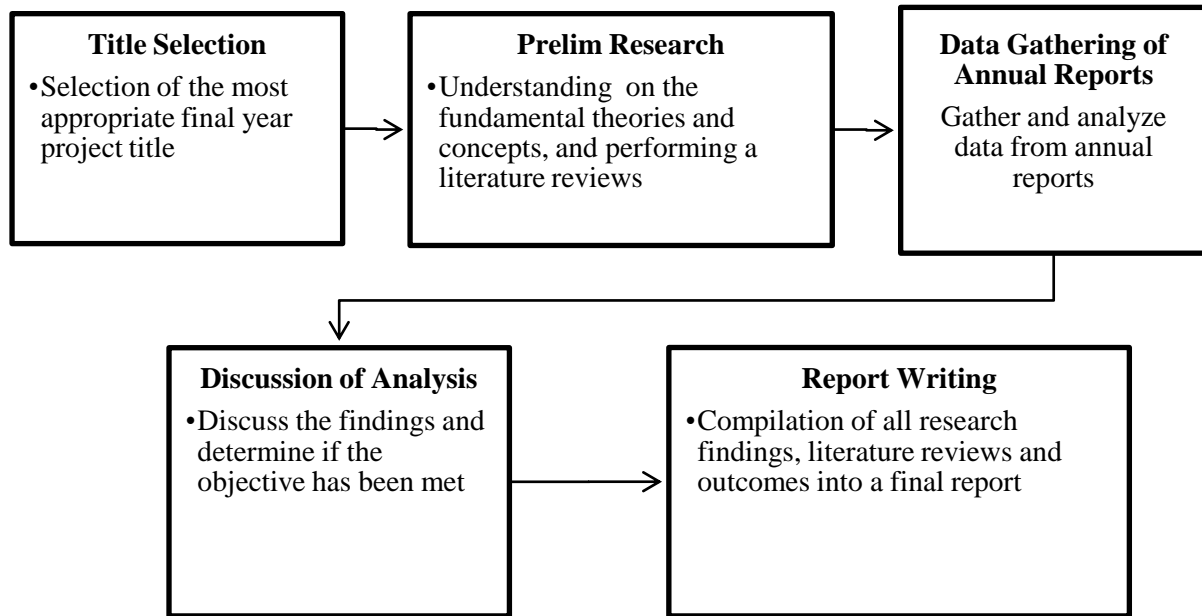 Title Selection
•Selection of the most
appropriate final year
project title
Prelim Research
•Understanding on the
fundamental theories and
concepts, and performing a
literature reviews
Data Gathering of
Annual Reports
Gather and analyze
data from annual
reports
Discussion of Analysis
•Discuss the findings and
determine if the
objective has been met
Report Writing
•Compilation of all research
findings, literature reviews and
outcomes into a final report